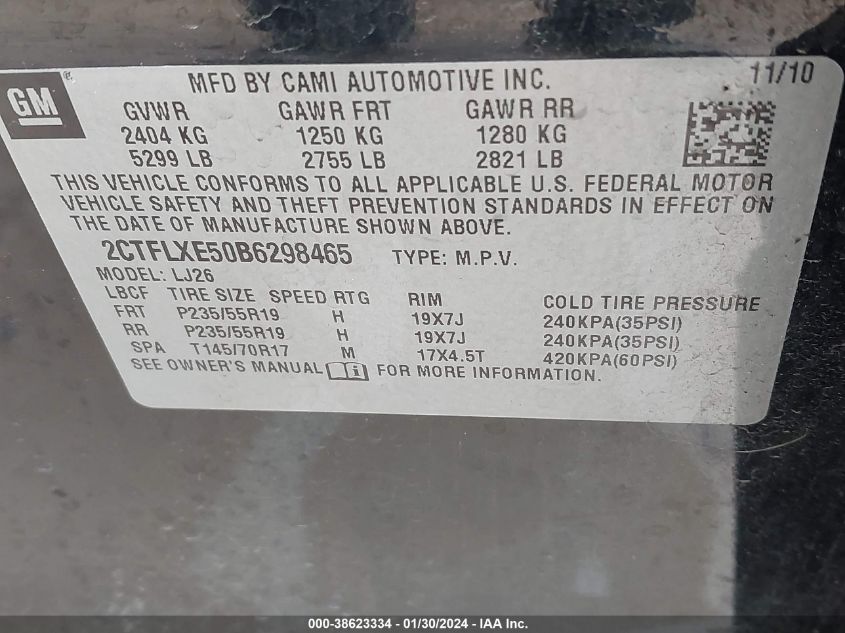 GM ®
MFD BY CAMI AUTOMOTIVE INC. 11/10
GVWR GAWR FRT GAWR RR
2404 KG 1250 KG 1280 KG
5299 LB 2755 LB 2821 LB
THIS VEHICLE CONFORMS TO ALL APPLICABLE U.S. FEDERAL MOTOR
VEHICLE SAFETY AND THEFT PREVENTION STANDARDS IN EFFECT ON
THE DATE OF MANUFACTURE SHOWN ABOVE.
2CTFLXE50B6298465 TYPE: M.P.V.
MODEL: LJ26
LBCF TIRE SIZE SPEED RTG RIM COLD TIRE PRESSURE
FRT P235/55R19 H 19X7J 240KPA(35PSI)
RR P235/55R19 H 19X7J 240KPA(35PSI)
SPA T145/70R17 M 17X4.5T 420KPA(60PSI)
SEE OWNER'S MANUAL FOR MORE INFORMATION.
000-38623334 - 01/30/2024 - IAA Inc.